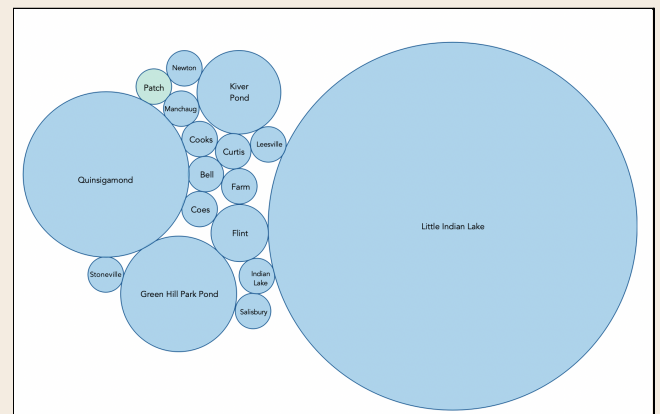 Newton
Patch
Kiver
Pond
Manchaug
Cooks
Curtis
Leesville
Quinsigamond
Bell
Farm
Coes
Little Indian Lake
Flint
Stoneville
Indian
Lake
Green Hill Park Pond
Salisbury